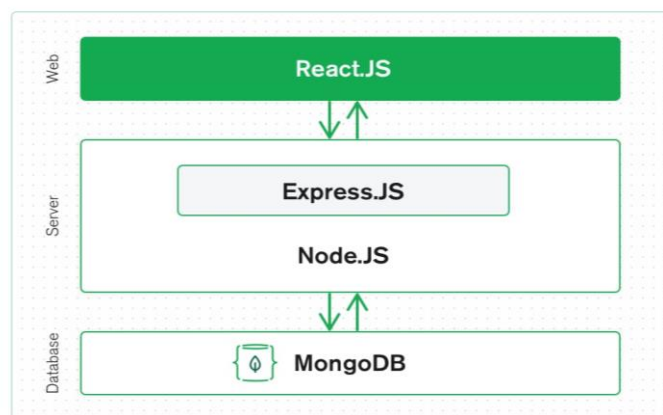 Web
React.JS
Server
Express.JS
Node.JS
Database
MongoDB